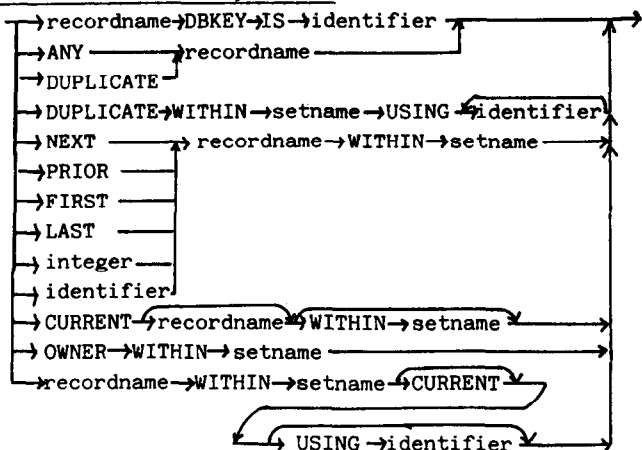 recordname DBKEY IS identifier
ANY recordname
DUPLICATE
DUPLICATE WITHIN setname USING identifier
NEXT recordname WITHIN setname
PRIOR
FIRST
LAST
integer
identifier
CURRENT recordname WITHIN setname
OWNER WITHIN setname
recordname WITHIN setname CURRENT
USING identifier